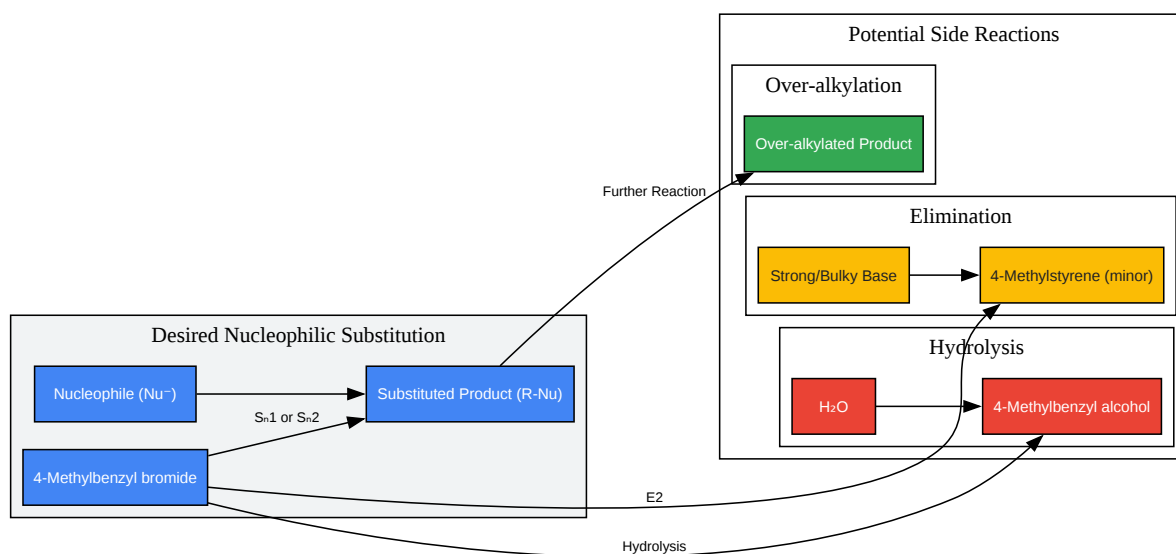 Potential Side Reactions
Over-alkylation
Over-alkylated Product
Further Reaction
Elimination
Strong/Bulky Base
4-Methylstyrene (minor)
Desired Nucleophilic Substitution
Hydrolysis
Nucleophile (Nu⁻)
Substituted Product (R-Nu)
H₂O
4-Methylbenzyl alcohol
Sₙ1 or Sₙ2
4-Methylbenzyl bromide
E2
Hydrolysis